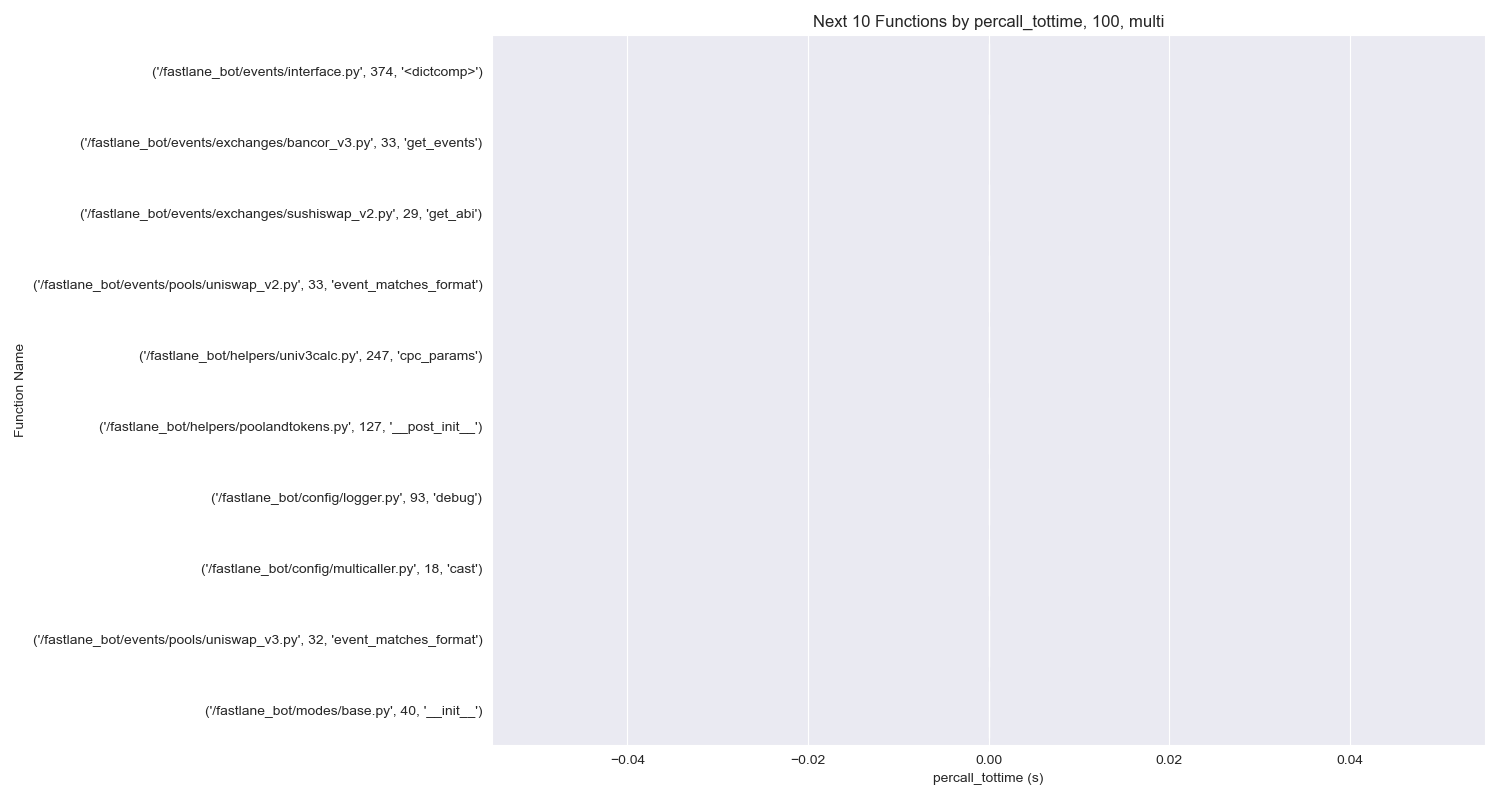 Next 10 Functions by percall_tottime, 100, multi
('/fastlane_bot/events/interface.py', 374, '<dictcomp>')
('/fastlane_bot/events/exchanges/bancor_v3.py', 33, 'get_events')
('/fastlane_bot/events/exchanges/sushiswap_v2.py', 29, 'get_abi')
('/fastlane_bot/events/pools/uniswap_v2.py', 33, 'event_matches_format')
('/fastlane_bot/helpers/univ3calc.py', 247, 'cpc_params')
('/fastlane_bot/helpers/poolandtokens.py', 127, '__post_init__')
('/fastlane_bot/config/logger.py', 93, 'debug')
('/fastlane_bot/config/multicaller.py', 18, 'cast')
('/fastlane_bot/events/pools/uniswap_v3.py', 32, 'event_matches_format')
('/fastlane_bot/modes/base.py', 40, '__init__')
Function Name
−0.04 −0.02 0.00 0.02 0.04
percall_tottime (s)